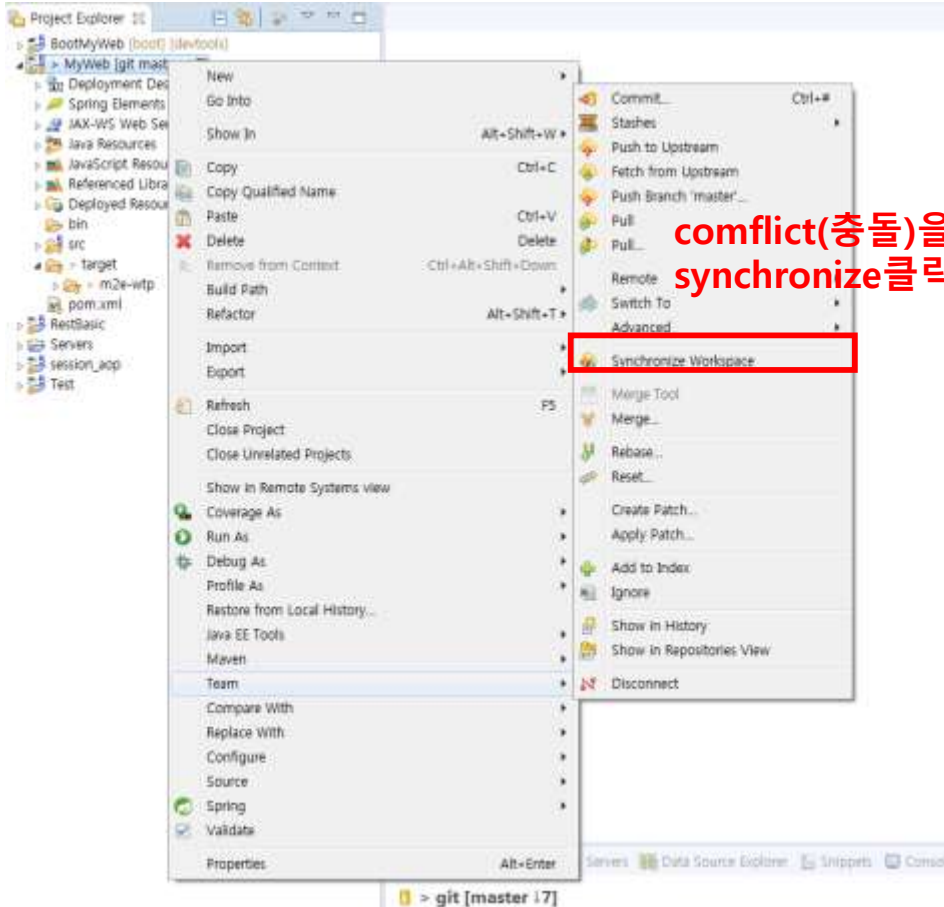 Project Explorer
BootMyWeb [boot] [devtools]
> MyWeb [git mast
Deployment Des
Spring Elements
JAX-WS Web Ser
Java Resources
JavaScript Resou
Referenced Libra
Deployed Resour
bin
src
> target
> m2e-wtp
pom.xml
RestBasic
Servers
session_aop
Test
New
Go Into
Show In Alt+Shift+W
Copy Ctrl+C
Copy Qualified Name
Paste Ctrl+V
Delete Delete
Remove from Context Ctrl+Alt+Shift+Down
Build Path
Refactor Alt+Shift+T
Import
Export
Refresh F5
Close Project
Close Unrelated Projects
Show in Remote Systems view
Coverage As
Run As
Debug As
Profile As
Restore from Local History...
Java EE Tools
Maven
Team
Compare With
Replace With
Configure
Source
Spring
Validate
Properties Alt+Enter
Commit... Ctrl+#
Stashes
Push to Upstream
Fetch from Upstream
Push Branch 'master'...
Pull
Pull...
Remote
Switch To
Advanced
Synchronize Workspace
Merge Tool
Merge...
Rebase...
Reset...
Create Patch...
Apply Patch...
Add to Index
Ignore
Show in History
Show in Repositories View
Disconnect
comflict(충돌)을
synchronize클릭
Servers Data Source Explorer Snippets Conso
> git [master ↓7]